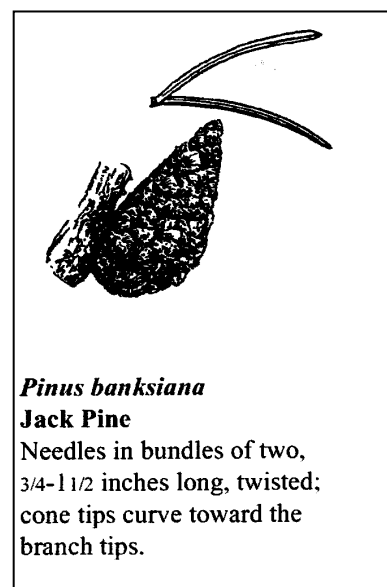 Pinus banksiana
Jack Pine
Needles in bundles of two,
3/4-1 1/2 inches long, twisted;
cone tips curve toward the
branch tips.